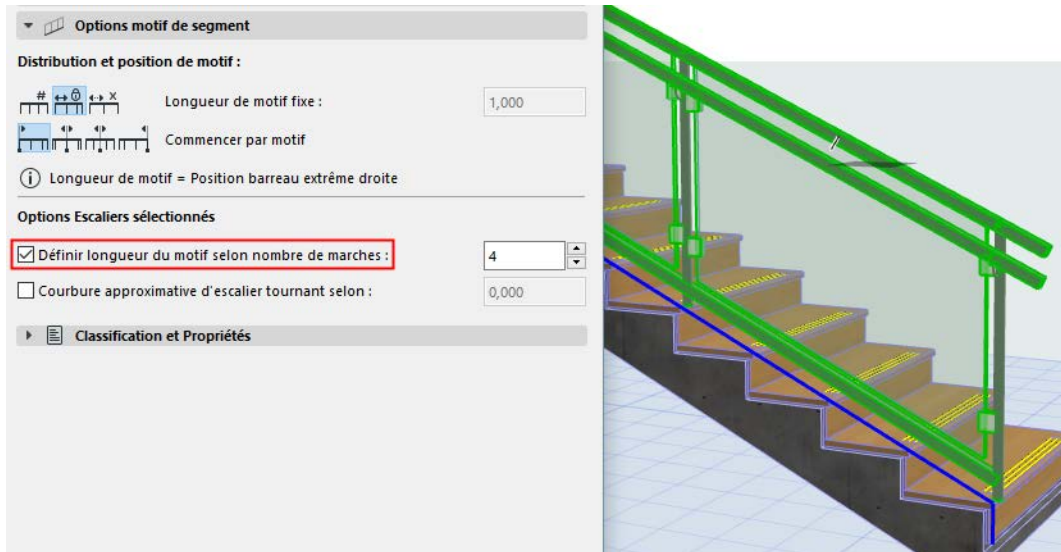 Options motif de segment
Distribution et position de motif :
# x
Longueur de motif fixe : 1,000
Commencer par motif
i Longueur de motif = Position barreau extrême droite
Options Escaliers sélectionnés
Définir longueur du motif selon nombre de marches : 4
Courbure approximative d'escalier tournant selon : 0,000
Classification et Propriétés